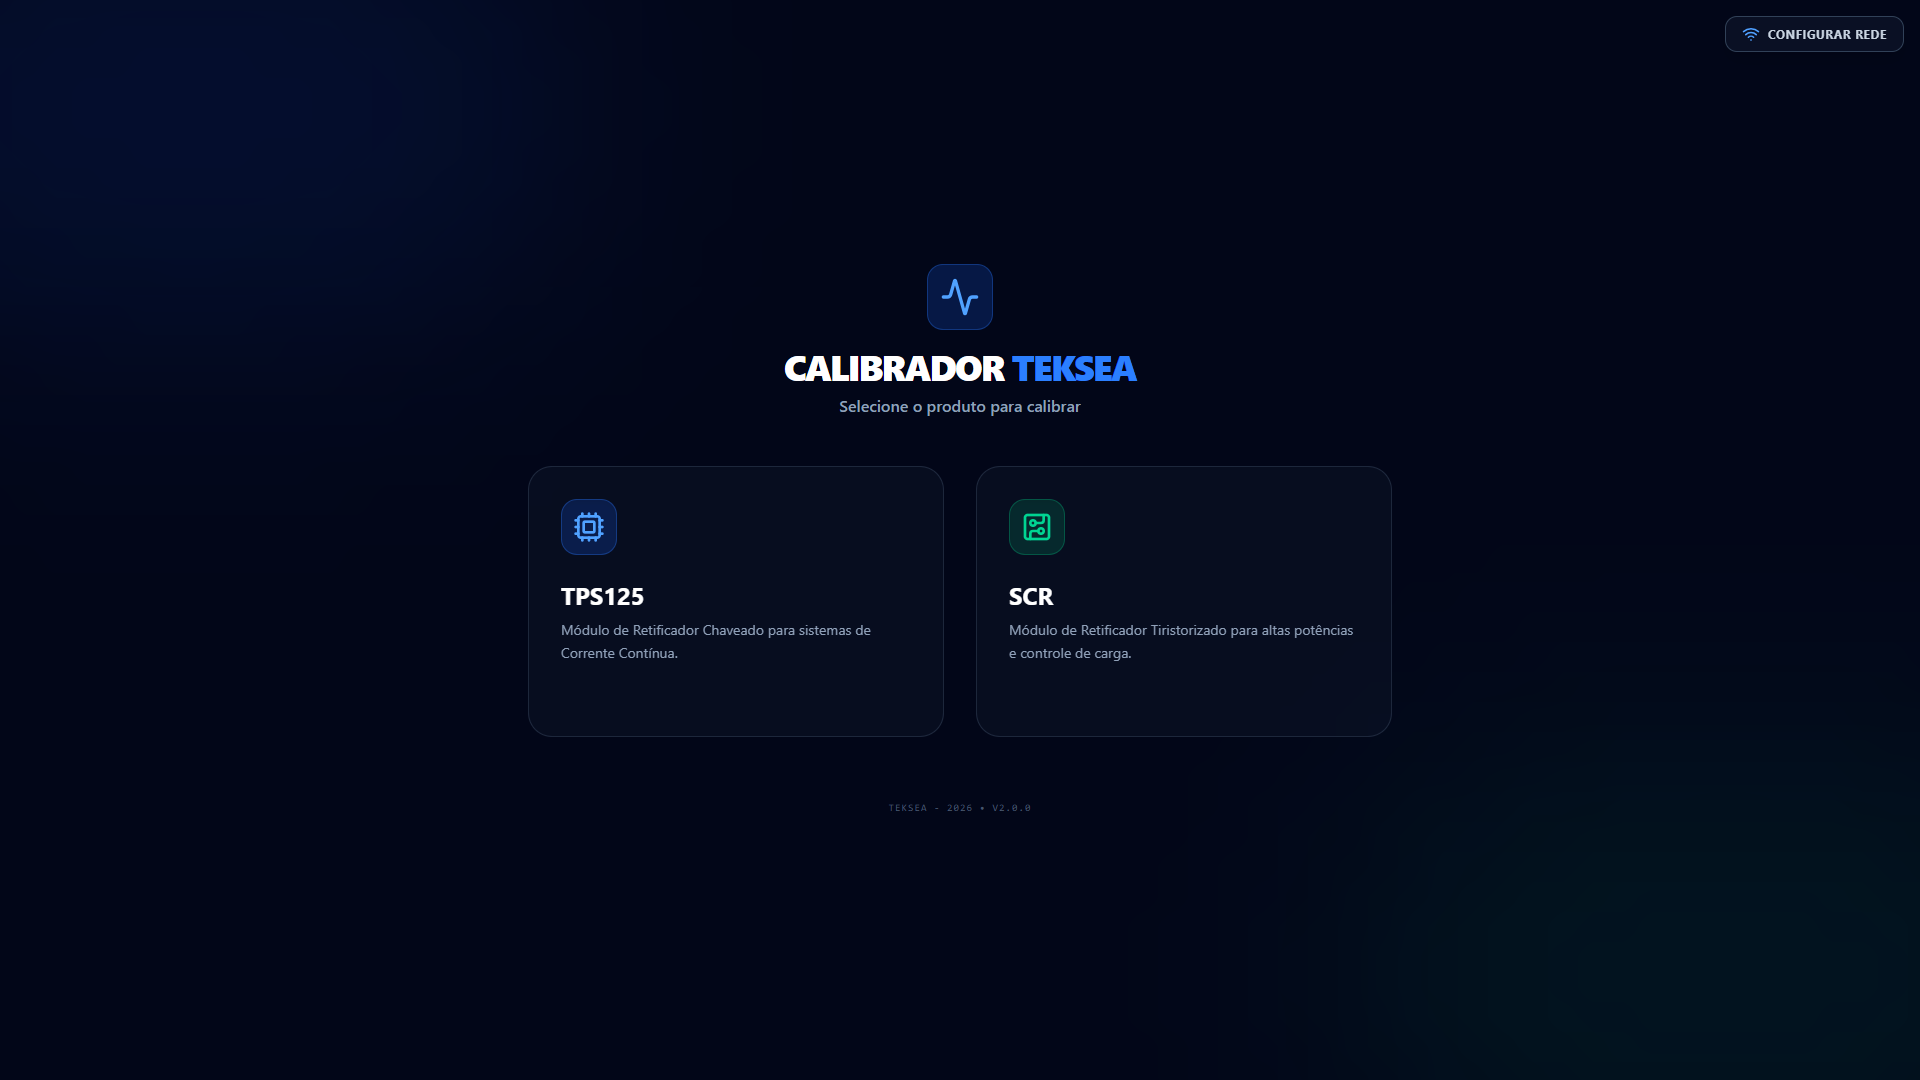 CONFIGURAR REDE
CALIBRADOR TEKSEA
Selecione o produto para calibrar
TPS125
Módulo de Retificador Chaveado para sistemas de
Corrente Contínua.
SCR
Módulo de Retificador Tiristorizado para altas potências
e controle de carga.
TEKSEA - 2026 • V2.0.0